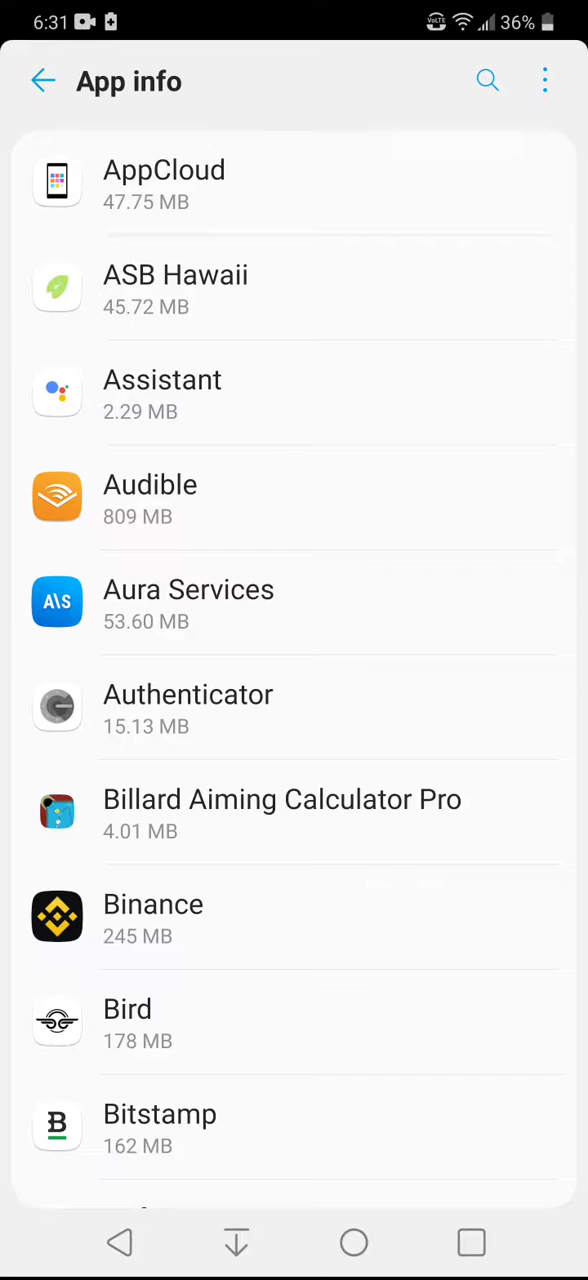 6:31
VoLTE
36%
App info
AppCloud
47.75 MB
ASB Hawaii
45.72 MB
Assistant
2.29 MB
Audible
809 MB
A\S
Aura Services
53.60 MB
Authenticator
15.13 MB
Billard Aiming Calculator Pro
4.01 MB
Binance
245 MB
Bird
178 MB
B
Bitstamp
162 MB